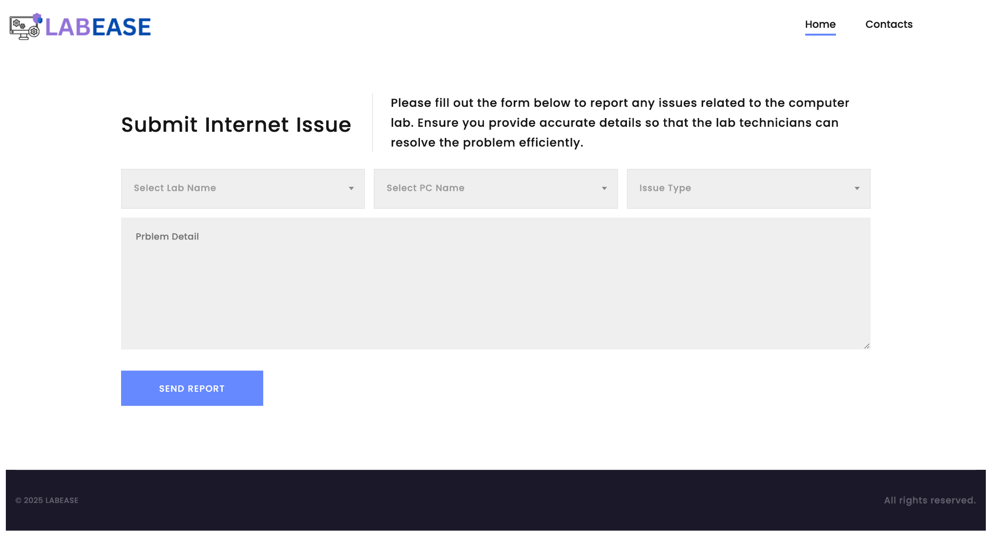 LABEASE
Home
Contacts
Submit Internet Issue
Please fill out the form below to report any issues related to the computer
lab. Ensure you provide accurate details so that the lab technicians can
resolve the problem efficiently.
Select Lab Name
Select PC Name
Issue Type
Prblem Detail
SEND REPORT
© 2025 LABEASE
All rights reserved.